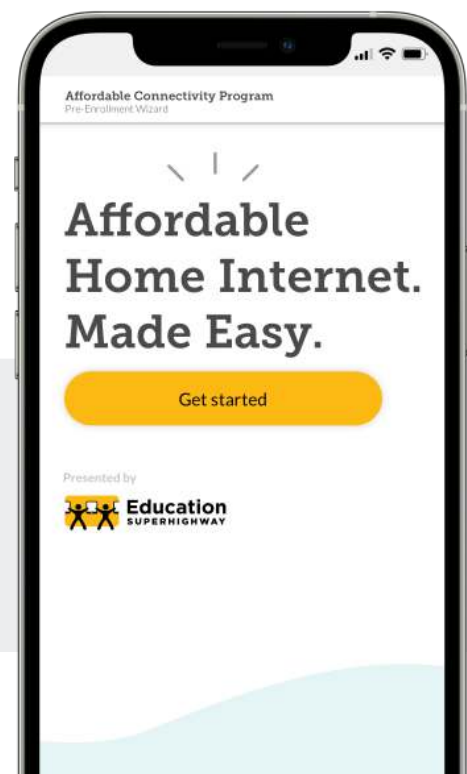 Affordable Connectivity Program
Pre-Enrollment Wizard
Affordable
Home Internet.
Made Easy.
Get started
Presented by
Education
SUPERHIGHWAY